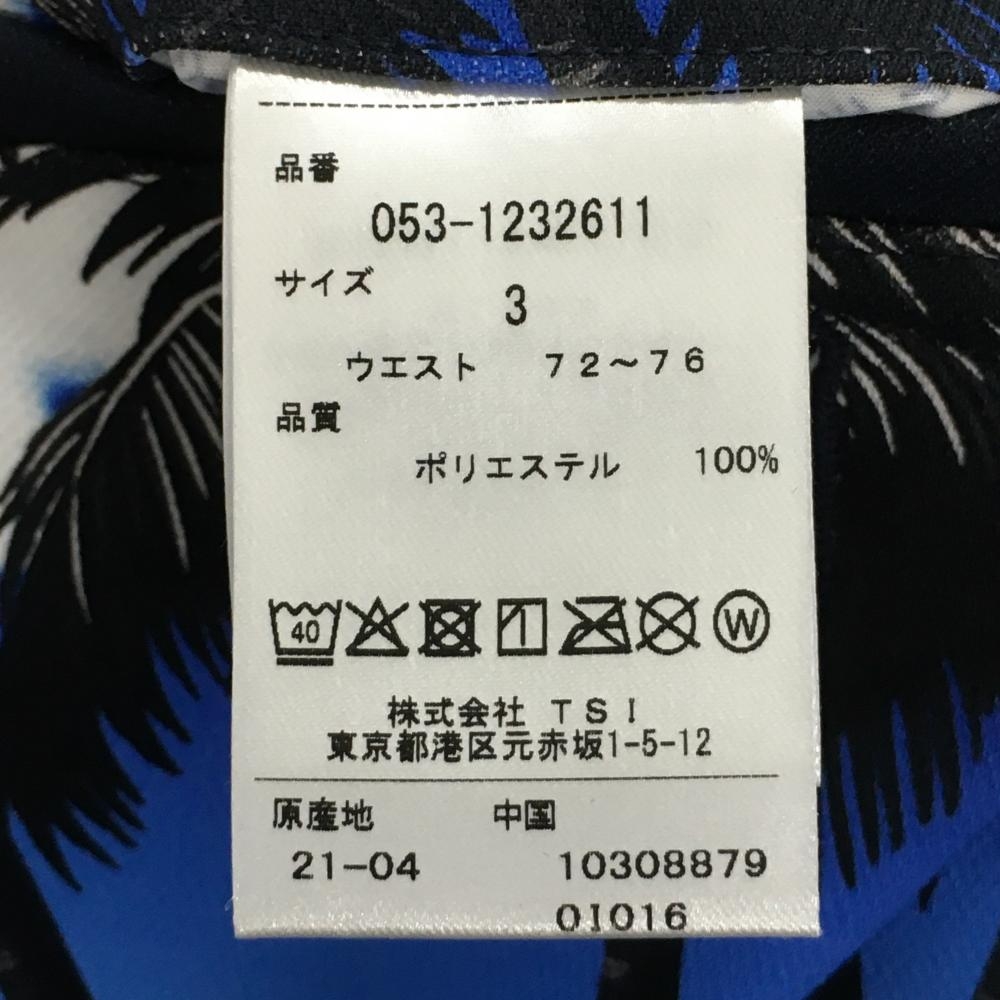 品番
053-1232611
サイズ
3
ウエスト 72～76
品質
ポリエステル 100%
40 W
株式会社 TSI
東京都港区元赤坂1-5-12
原産地 中国
21-04 10308879
01016